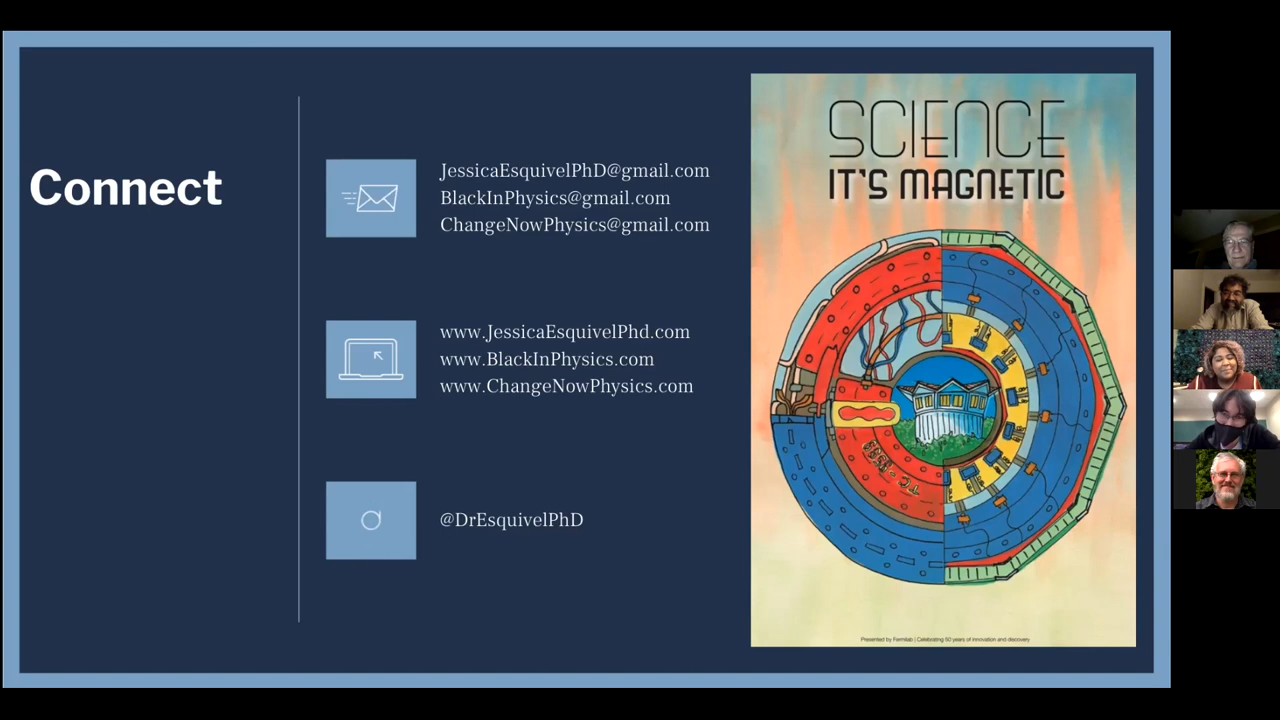 Connect
JessicaEsquivelPhD@gmail.com
BlackInPhysics@gmail.com
ChangeNowPhysics@gmail.com
www.JessicaEsquivelPhd.com
www.BlackInPhysics.com
www.ChangeNowPhysics.com
@DrEsquivelPhD
SCIENCE
IT'S MAGNETIC
Presented by Fermilab | Celebrating 50 years of innovation and discovery